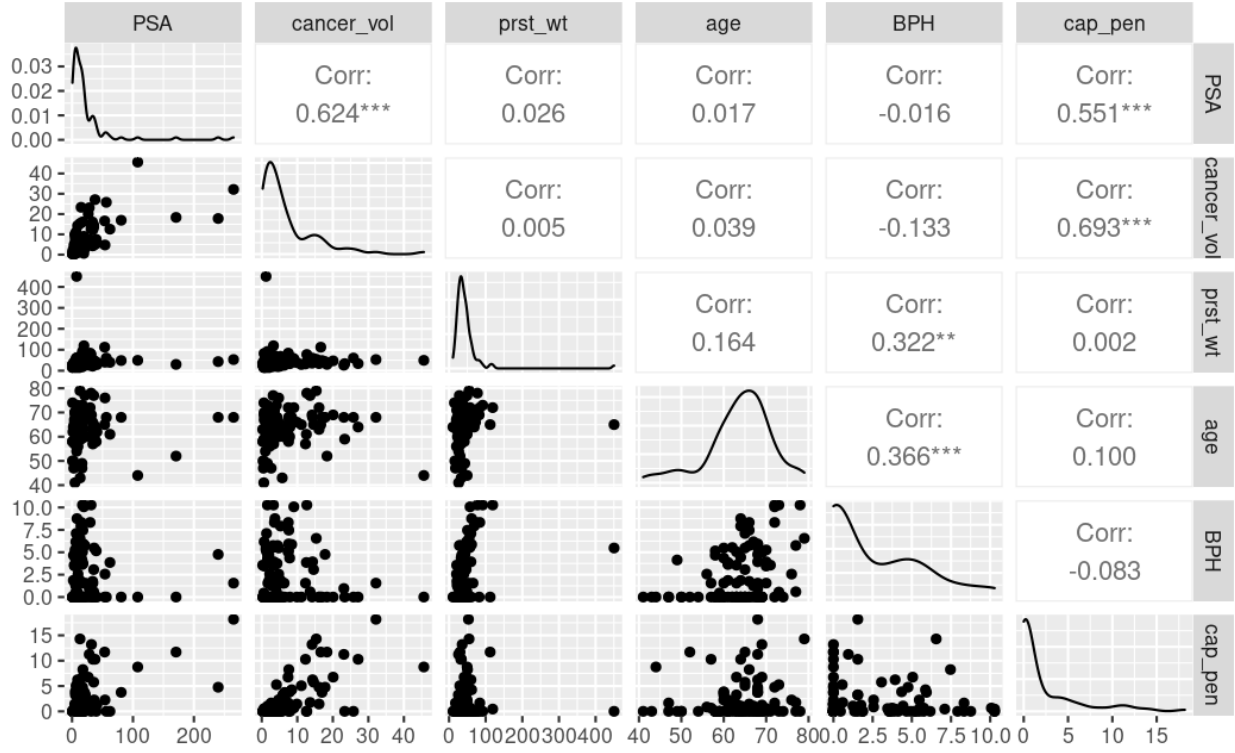 PSA cancer_vol prst_wt age BPH cap_pen
0.03
0.02
0.01
0.00
Corr: Corr: Corr: Corr: Corr:
0.624*** 0.026 0.017 -0.016 0.551***
PSA
40
30
20
10
0
Corr: Corr: Corr: Corr:
0.005 0.039 -0.133 0.693***
cancer_vol
400
300
200
100
0
Corr: Corr: Corr:
0.164 0.322** 0.002
prst_wt
80
70
60
50
40
Corr: Corr:
0.366*** 0.100
age
10.0
7.5
5.0
2.5
0.0
Corr:
-0.083
BPH
15
10
5
0
cap_pen
0 100 200 0 10 20 30 40 0 100 200 300 400 40 50 60 70 80 0.0 2.5 5.0 7.5 10.0 0 5 10 15